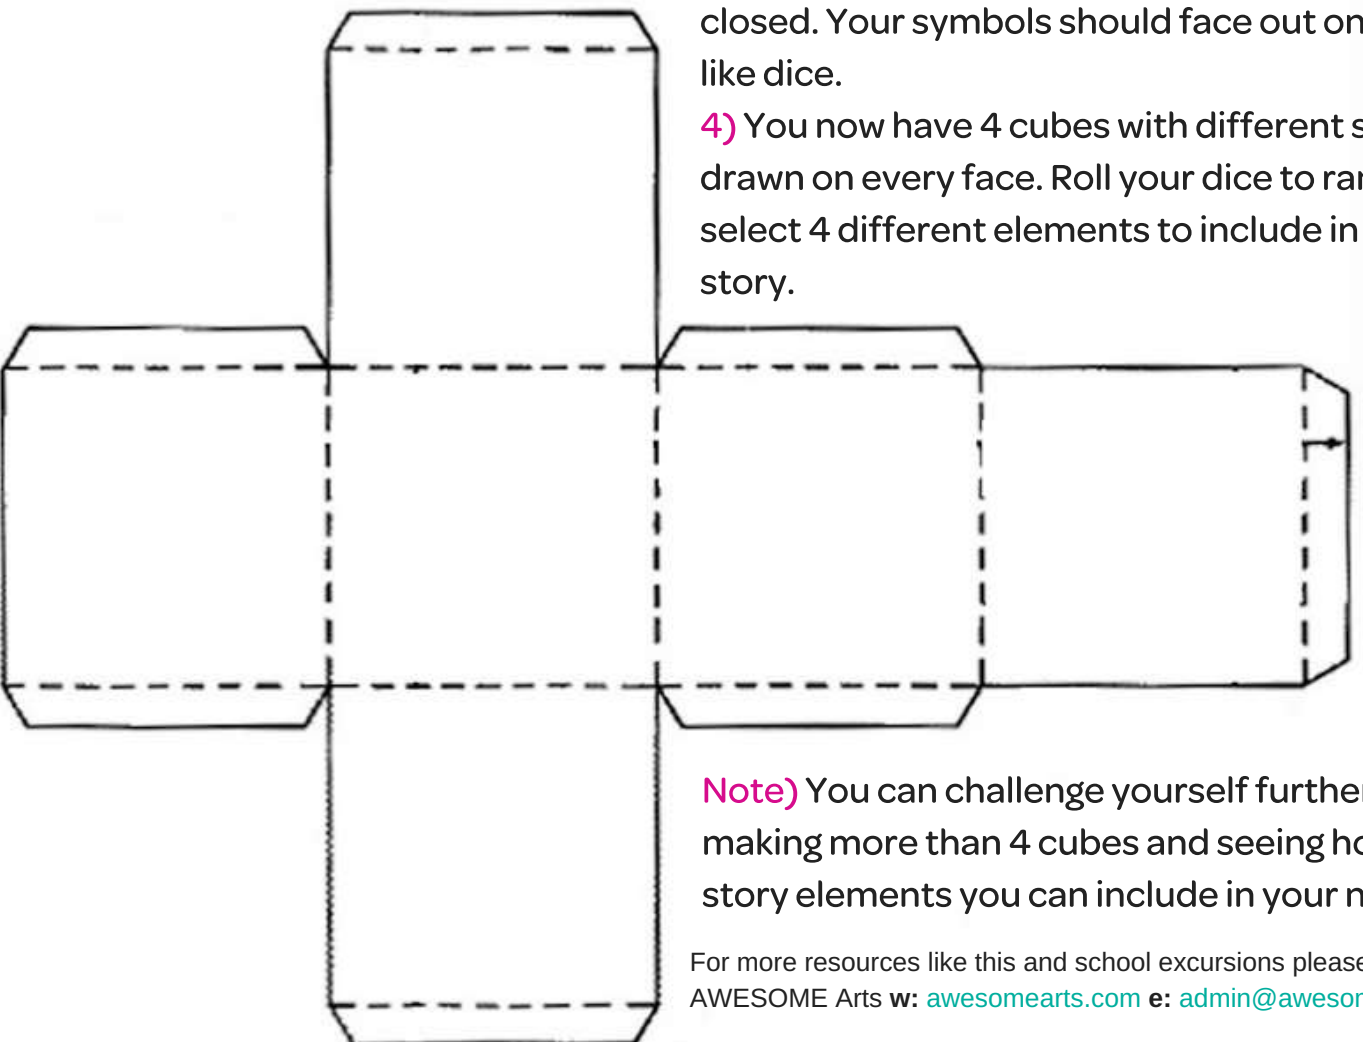 closed. Your symbols should face out on
like dice.
4) You now have 4 cubes with different
drawn on every face. Roll your dice to
select 4 different elements to include in
story.
Note) You can challenge yourself further
making more than 4 cubes and seeing
story elements you can include in your
For more resources like this and school excursions please
AWESOME Arts w: awesomearts.com e: